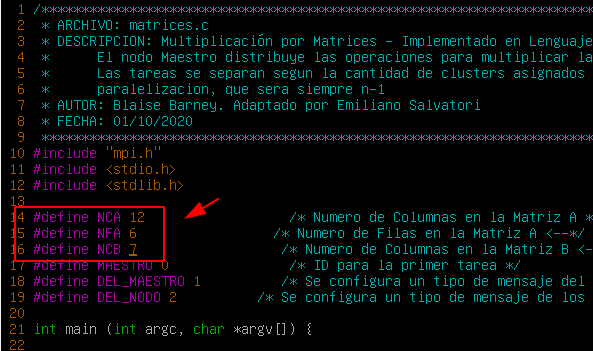 1 /***********************************************************************
2 * ARCHIVO: matrices.c
3 * DESCRIPCION: Multiplicación por Matrices - Implementado en Lenguaje
4 * El nodo Maestro distribuye las operaciones para multiplicar la
5 * Las tareas se separan segun la cantidad de clusters asignados
6 * paralelizacion, que sera siempre n-1
7 * AUTOR: Blaise Barney. Adaptado por Emiliano Salvatori
8 * FECHA: 01/10/2020
9 ***********************************************************************
10 #include "mpi.h"
11 #include <stdio.h>
12 #include <stdlib.h>
13
14 #define NCA 12 /* Numero de Columnas en la Matriz A *
15 #define NFA 6 /* Numero de Filas en la Matriz A <--*/
16 #define NCB 7 /* Numero de Columnas en la Matriz B <-
17 #define MAESTRO 0 /* ID para la primer tarea */
18 #define DEL_MAESTRO 1 /* Se configura un tipo de mensaje del
19 #define DEL_NODO 2 /* Se configura un tipo de mensaje de los
20
21 int main (int argc, char *argv[]) {
22